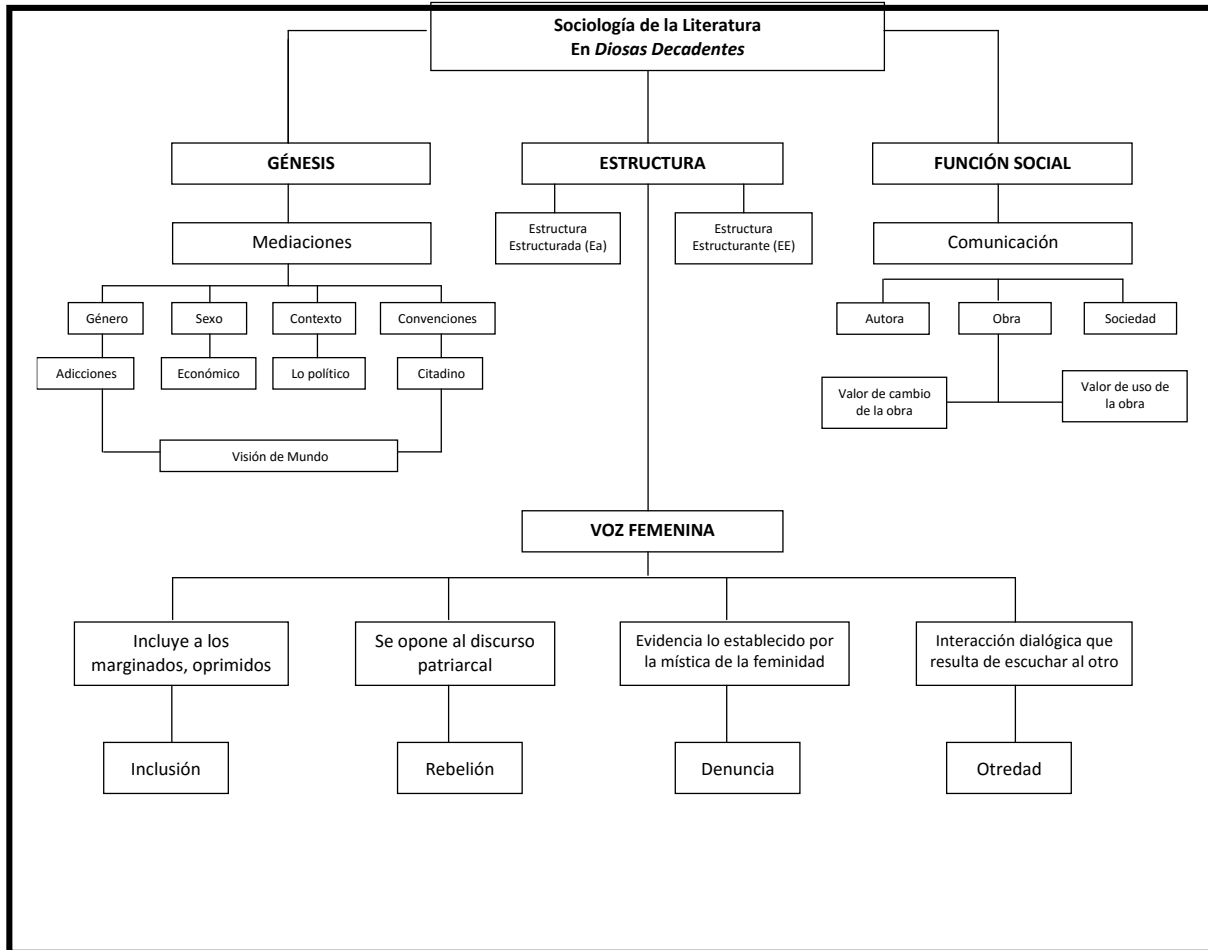 Sociología de la Literatura
En Diosas Decadentes
GÉNESIS
ESTRUCTURA
FUNCIÓN SOCIAL
Estructura
Estructurada (Ea)
Estructura
Estructurante (EE)
Mediaciones
Comunicación
Género
Sexo
Contexto
Convenciones
Autora
Obra
Sociedad
Adicciones
Económico
Lo político
Citadino
Valor de cambio
de la obra
Valor de uso de
la obra
Visión de Mundo
VOZ FEMENINA
Incluye a los
marginados, oprimidos
Se opone al discurso
patriarcal
Evidencia lo establecido por
la mística de la feminidad
Interacción dialógica que
resulta de escuchar al otro
Inclusión
Rebelión
Denuncia
Otredad